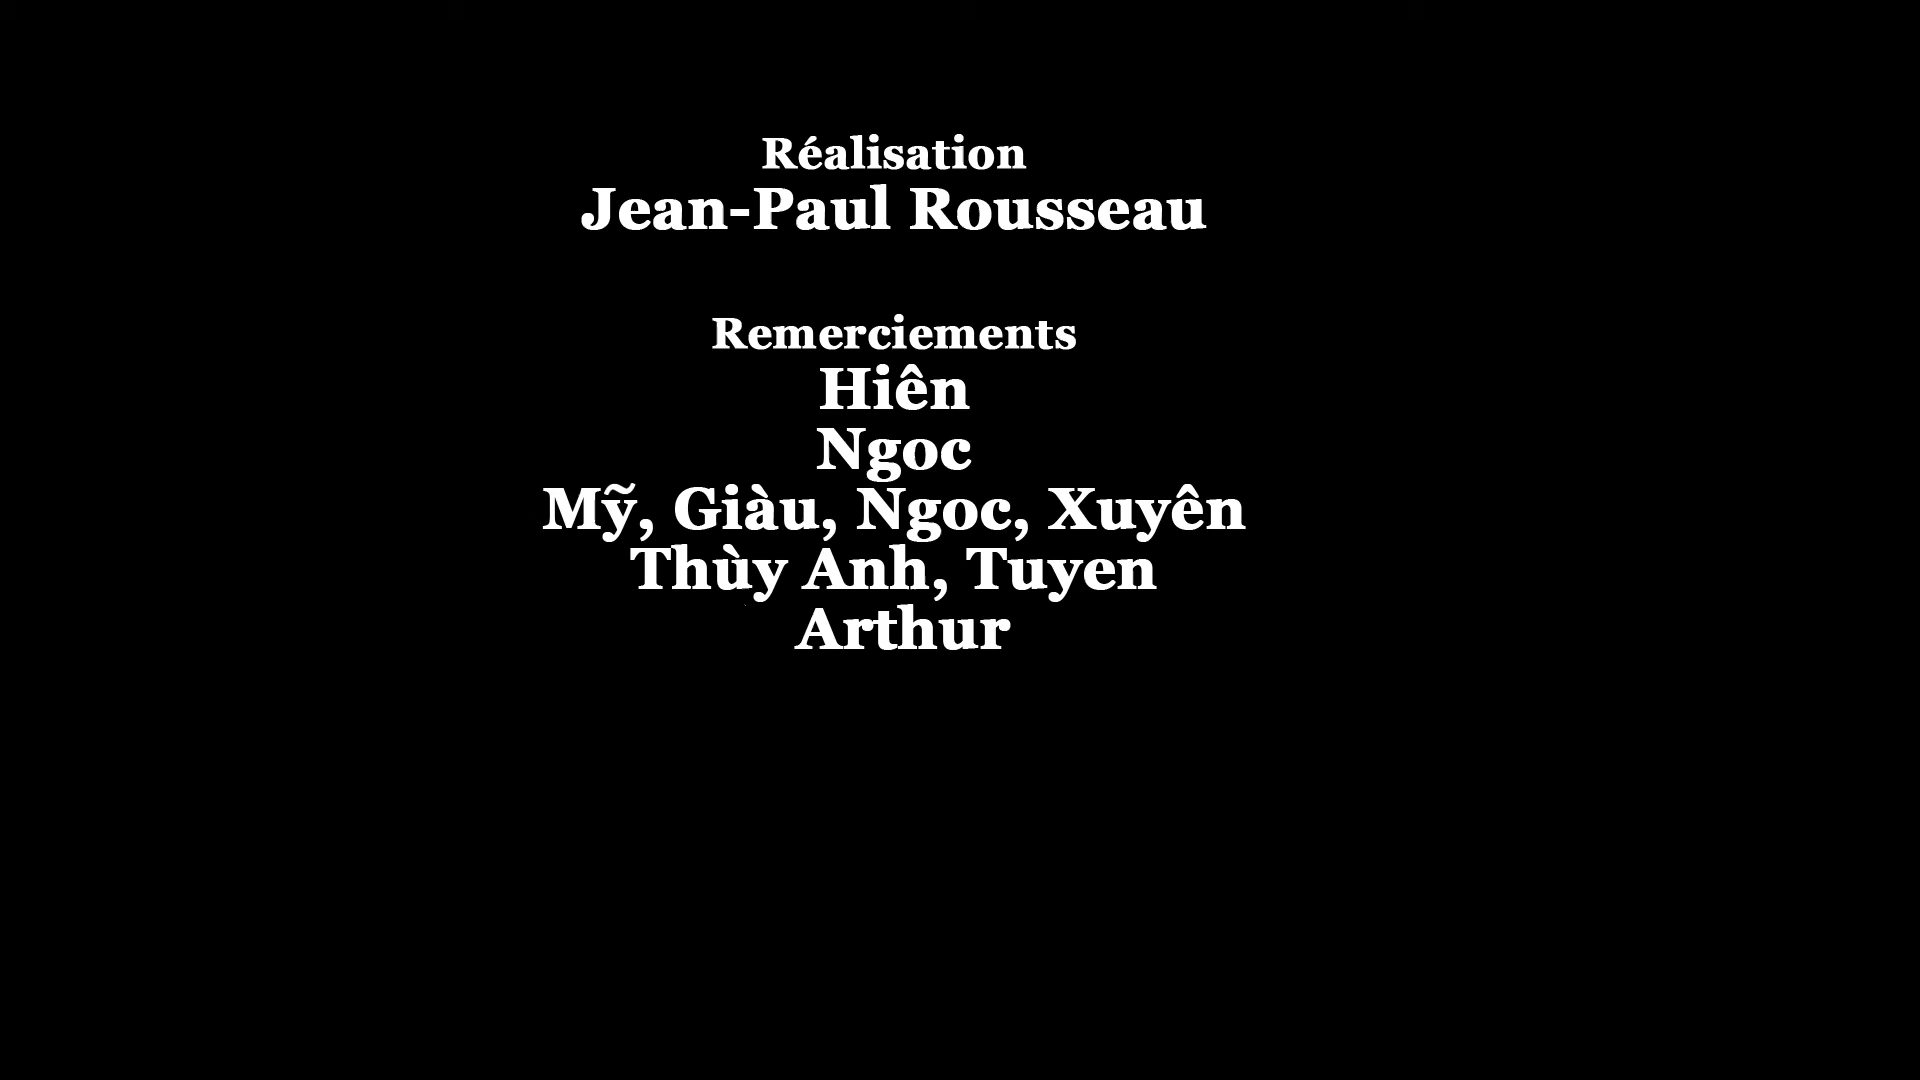 Réalisation
Jean-Paul Rousseau
Remerciements
Hiên
Ngoc
Mỹ, Giàu, Ngoc, Xuyên
Thùy Anh, Tuyen
Arthur